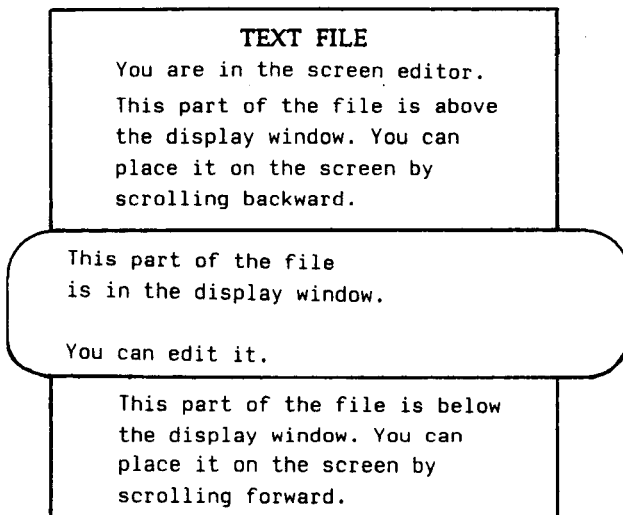 TEXT FILE
You are in the screen editor.
This part of the file is above
the display window. You can
place it on the screen by
scrolling backward.
This part of the file
is in the display window.
You can edit it.
This part of the file is below
the display window. You can
place it on the screen by
scrolling forward.